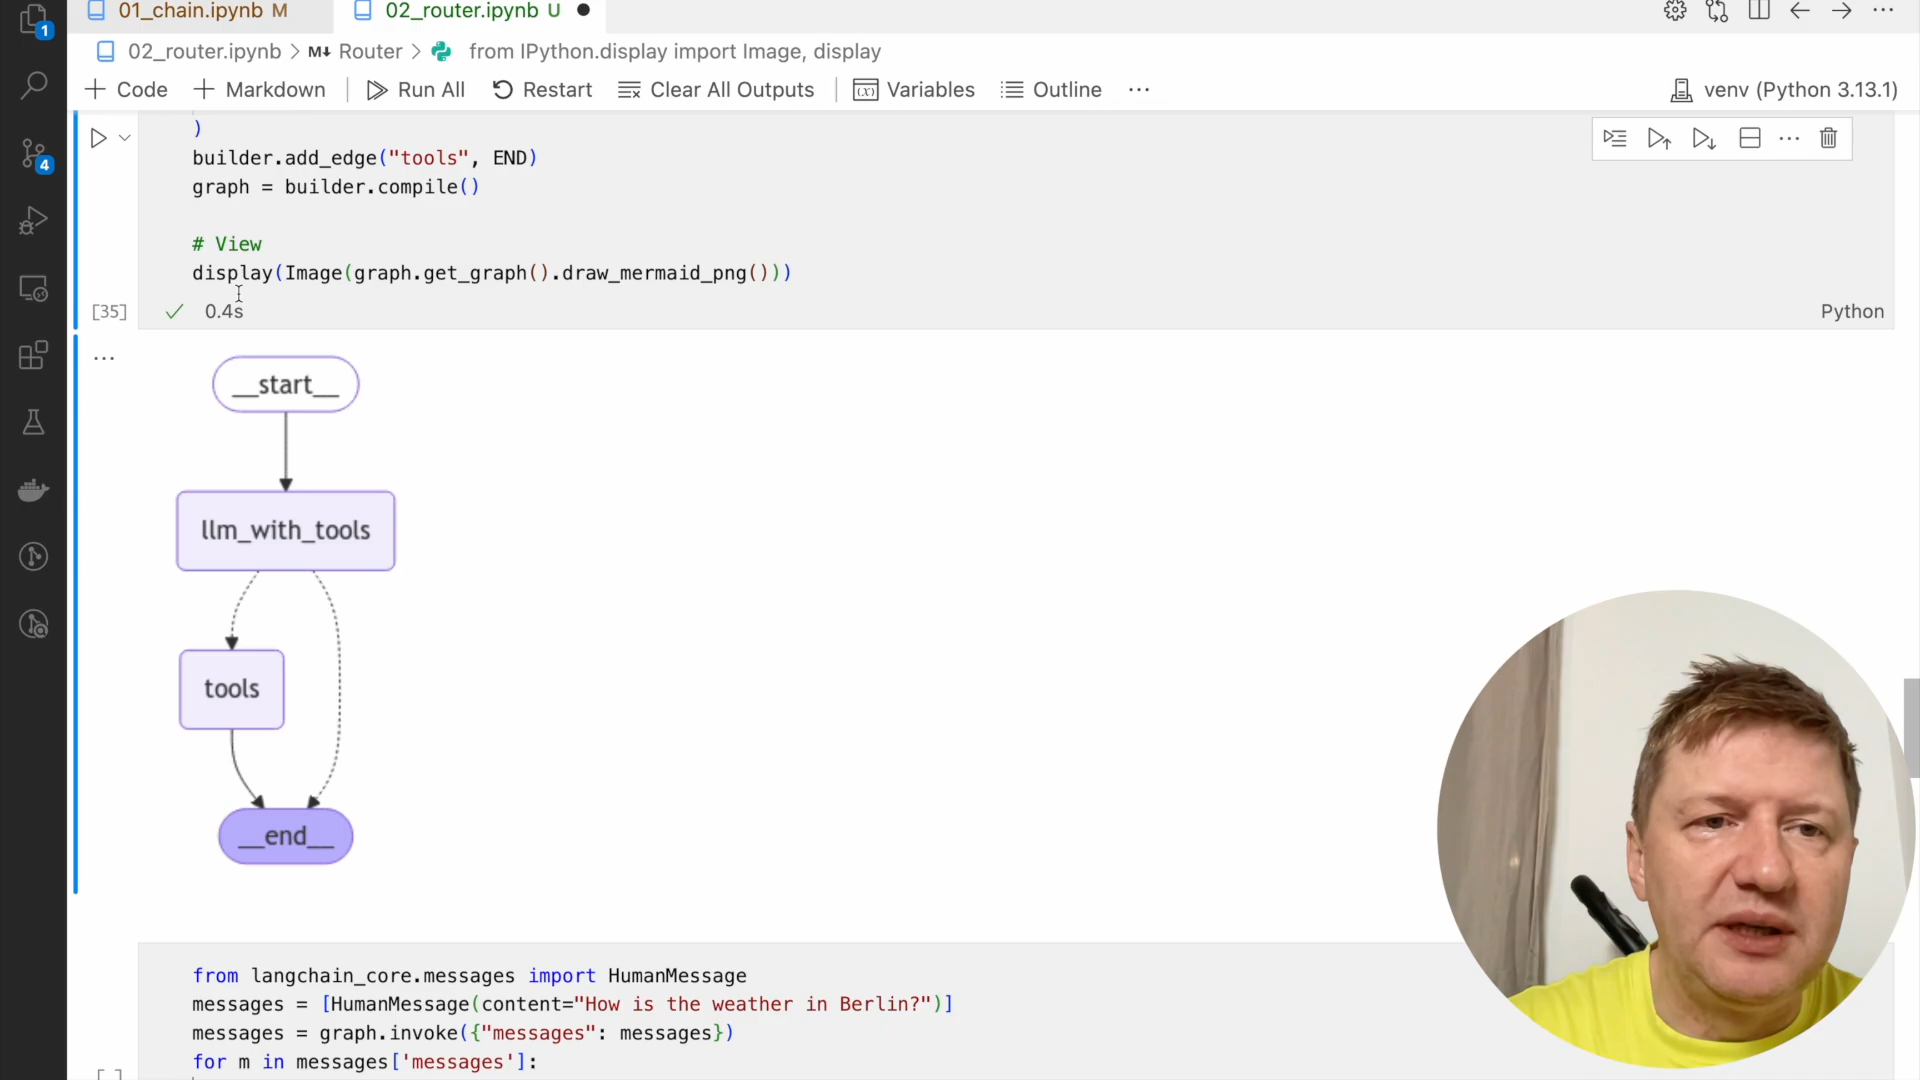 01_chain.ipynb M
02_router.ipynb U
1
02_router.ipynb > M↓ Router > from IPython.display import Image, display
+ Code + Markdown Run All Restart Clear All Outputs Variables Outline ...
venv (Python 3.13.1)
4
)
builder.add_edge("tools", END)
graph = builder.compile()
# View
display(Image(graph.get_graph().draw_mermaid_png()))
[35] 0.4s Python
__start__
llm_with_tools
tools
__end__
from langchain_core.messages import HumanMessage
messages = [HumanMessage(content="How is the weather in Berlin?")]
messages = graph.invoke({"messages": messages})
for m in messages['messages']: